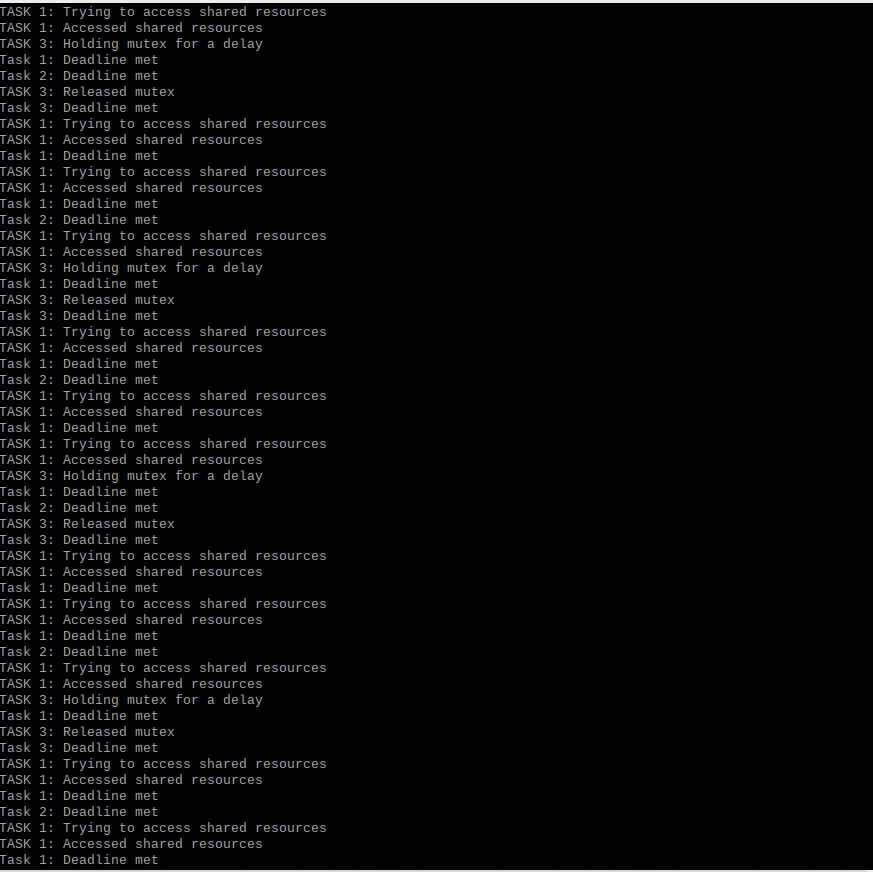 TASK 1: Trying to access shared resources
TASK 1: Accessed shared resources
TASK 3: Holding mutex for a delay
Task 1: Deadline met
Task 2: Deadline met
TASK 3: Released mutex
Task 3: Deadline met
TASK 1: Trying to access shared resources
TASK 1: Accessed shared resources
Task 1: Deadline met
TASK 1: Trying to access shared resources
TASK 1: Accessed shared resources
Task 1: Deadline met
Task 2: Deadline met
TASK 1: Trying to access shared resources
TASK 1: Accessed shared resources
TASK 3: Holding mutex for a delay
Task 1: Deadline met
TASK 3: Released mutex
Task 3: Deadline met
TASK 1: Trying to access shared resources
TASK 1: Accessed shared resources
Task 1: Deadline met
Task 2: Deadline met
TASK 1: Trying to access shared resources
TASK 1: Accessed shared resources
Task 1: Deadline met
TASK 1: Trying to access shared resources
TASK 1: Accessed shared resources
TASK 3: Holding mutex for a delay
Task 1: Deadline met
Task 2: Deadline met
TASK 3: Released mutex
Task 3: Deadline met
TASK 1: Trying to access shared resources
TASK 1: Accessed shared resources
Task 1: Deadline met
TASK 1: Trying to access shared resources
TASK 1: Accessed shared resources
Task 1: Deadline met
Task 2: Deadline met
TASK 1: Trying to access shared resources
TASK 1: Accessed shared resources
TASK 3: Holding mutex for a delay
Task 1: Deadline met
TASK 3: Released mutex
Task 3: Deadline met
TASK 1: Trying to access shared resources
TASK 1: Accessed shared resources
Task 1: Deadline met
Task 2: Deadline met
TASK 1: Trying to access shared resources
TASK 1: Accessed shared resources
Task 1: Deadline met